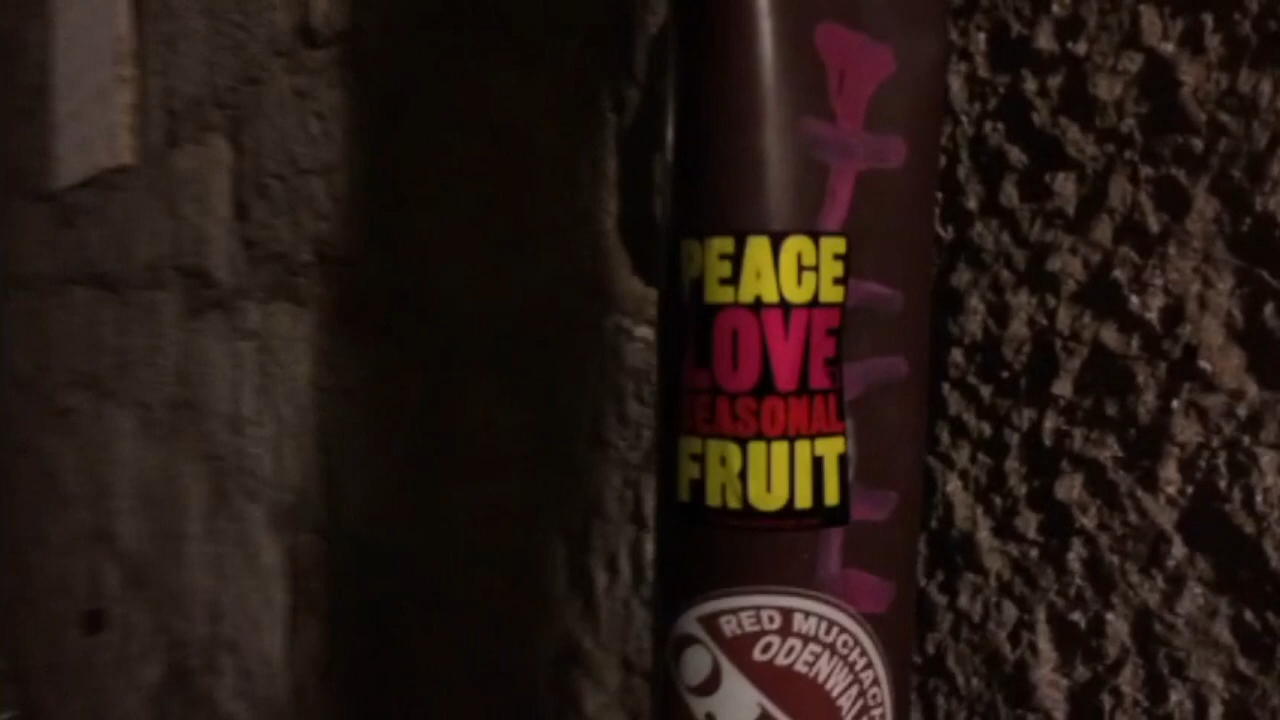 PEACE
LOVE
SEASONAL
FRUIT
RED MUCHACH
ODENWAL